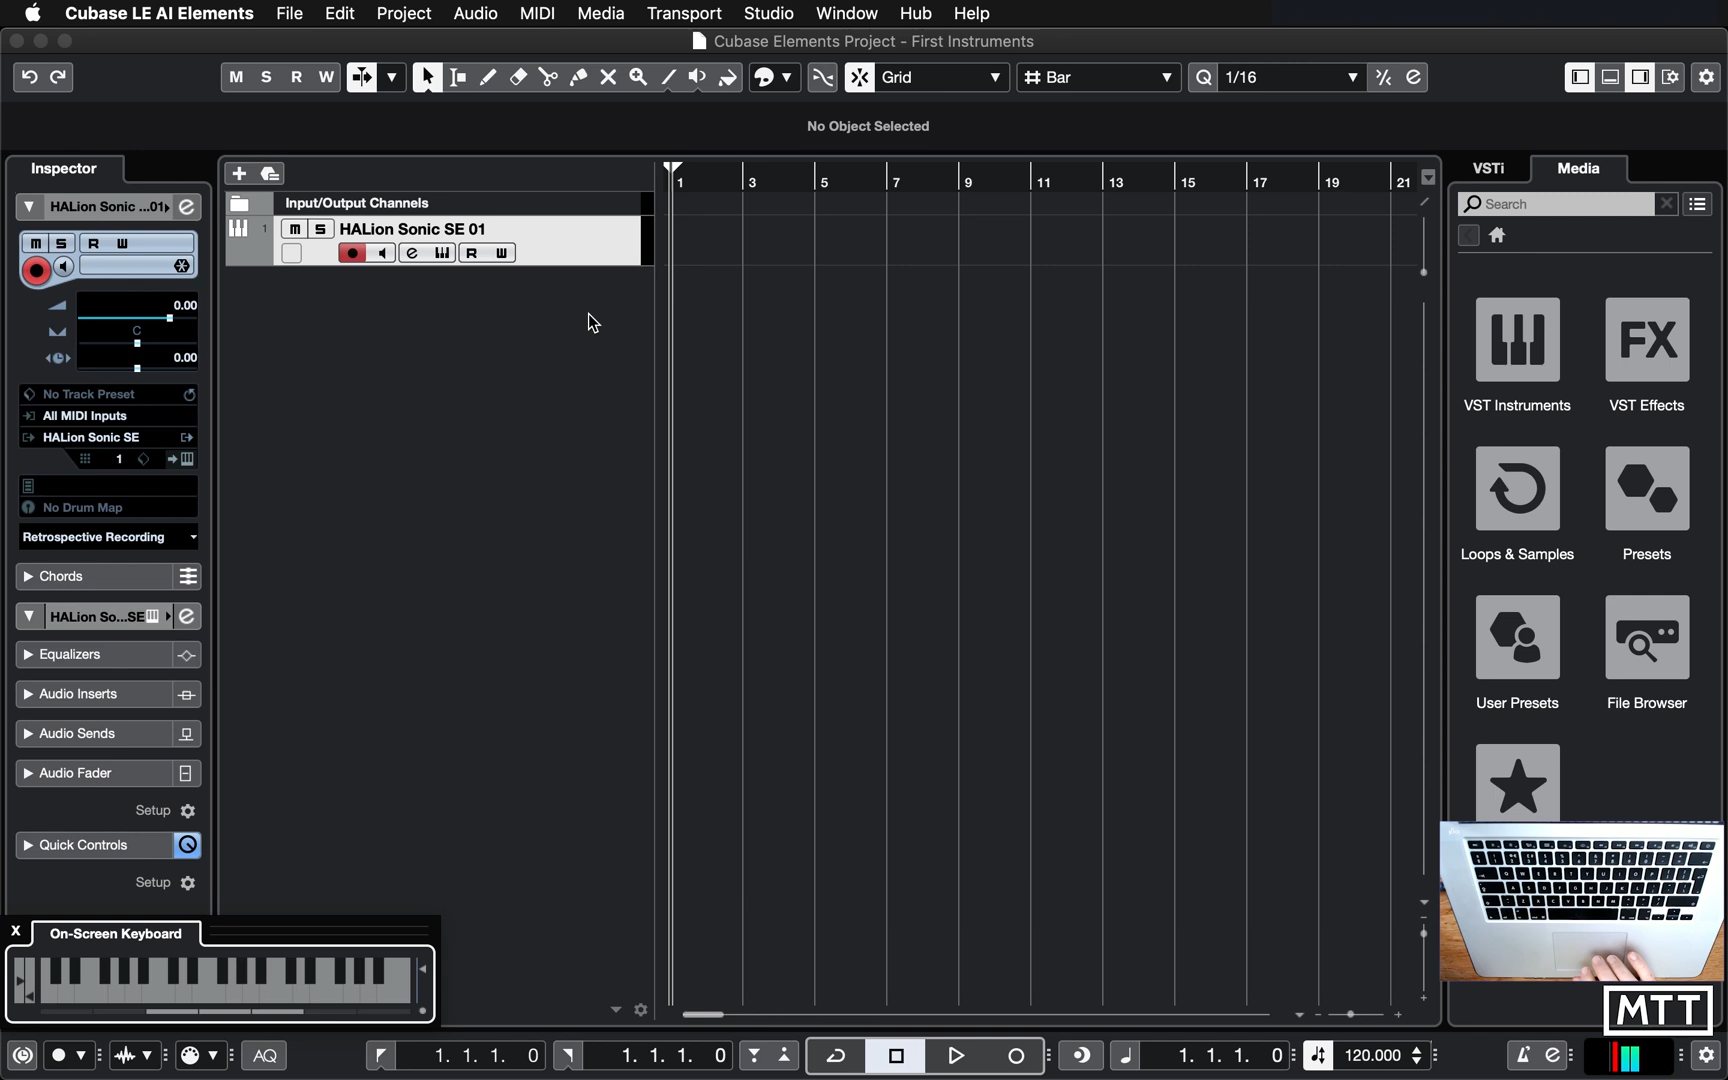 Cubase LE AI Elements File Edit Project Audio MIDI Media Transport Studio Window Hub Help
Cubase Elements Project - First Instruments
M S R W Grid Bar Q 1/16
No Object Selected
Inspector
HALion Sonic ...01
M S R W
0.00
C
0.00
No Track Preset
All MIDI Inputs
HALion Sonic SE
1
No Drum Map
Retrospective Recording
Chords
HALion So...SE
Equalizers
Audio Inserts
Audio Sends
Audio Fader
Setup
Quick Controls
Setup
Input/Output Channels
1 M S HALion Sonic SE 01
R W
1 3 5 7 9 11 13 15 17 19 21
VSTi Media
Search
VST Instruments
FX
VST Effects
Loops & Samples
Presets
User Presets
File Browser
X On-Screen Keyboard
MTT
AQ 1. 1. 1. 0 1. 1. 1. 0 1. 1. 1. 0 120.000